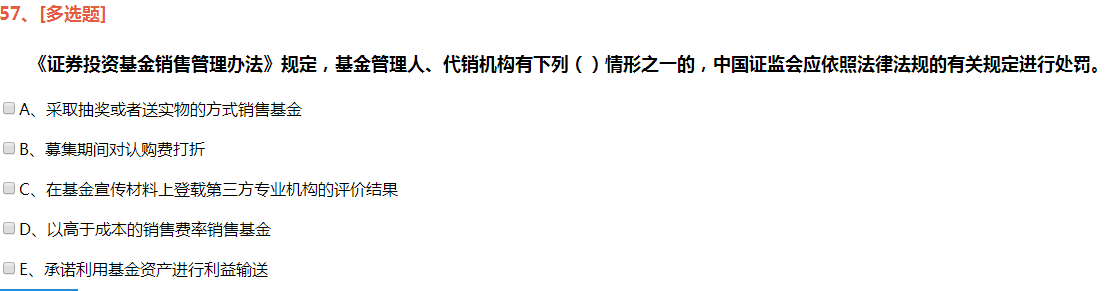 57、[多选题]
《证券投资基金销售管理办法》规定，基金管理人、代销机构有下列（ ）情形之一的，中国证监会应依照法律法规的有关规定进行处罚。
A、采取抽奖或者送实物的方式销售基金
B、募集期间对认购费打折
C、在基金宣传材料上登载第三方专业机构的评价结果
D、以高于成本的销售费率销售基金
E、承诺利用基金资产进行利益输送